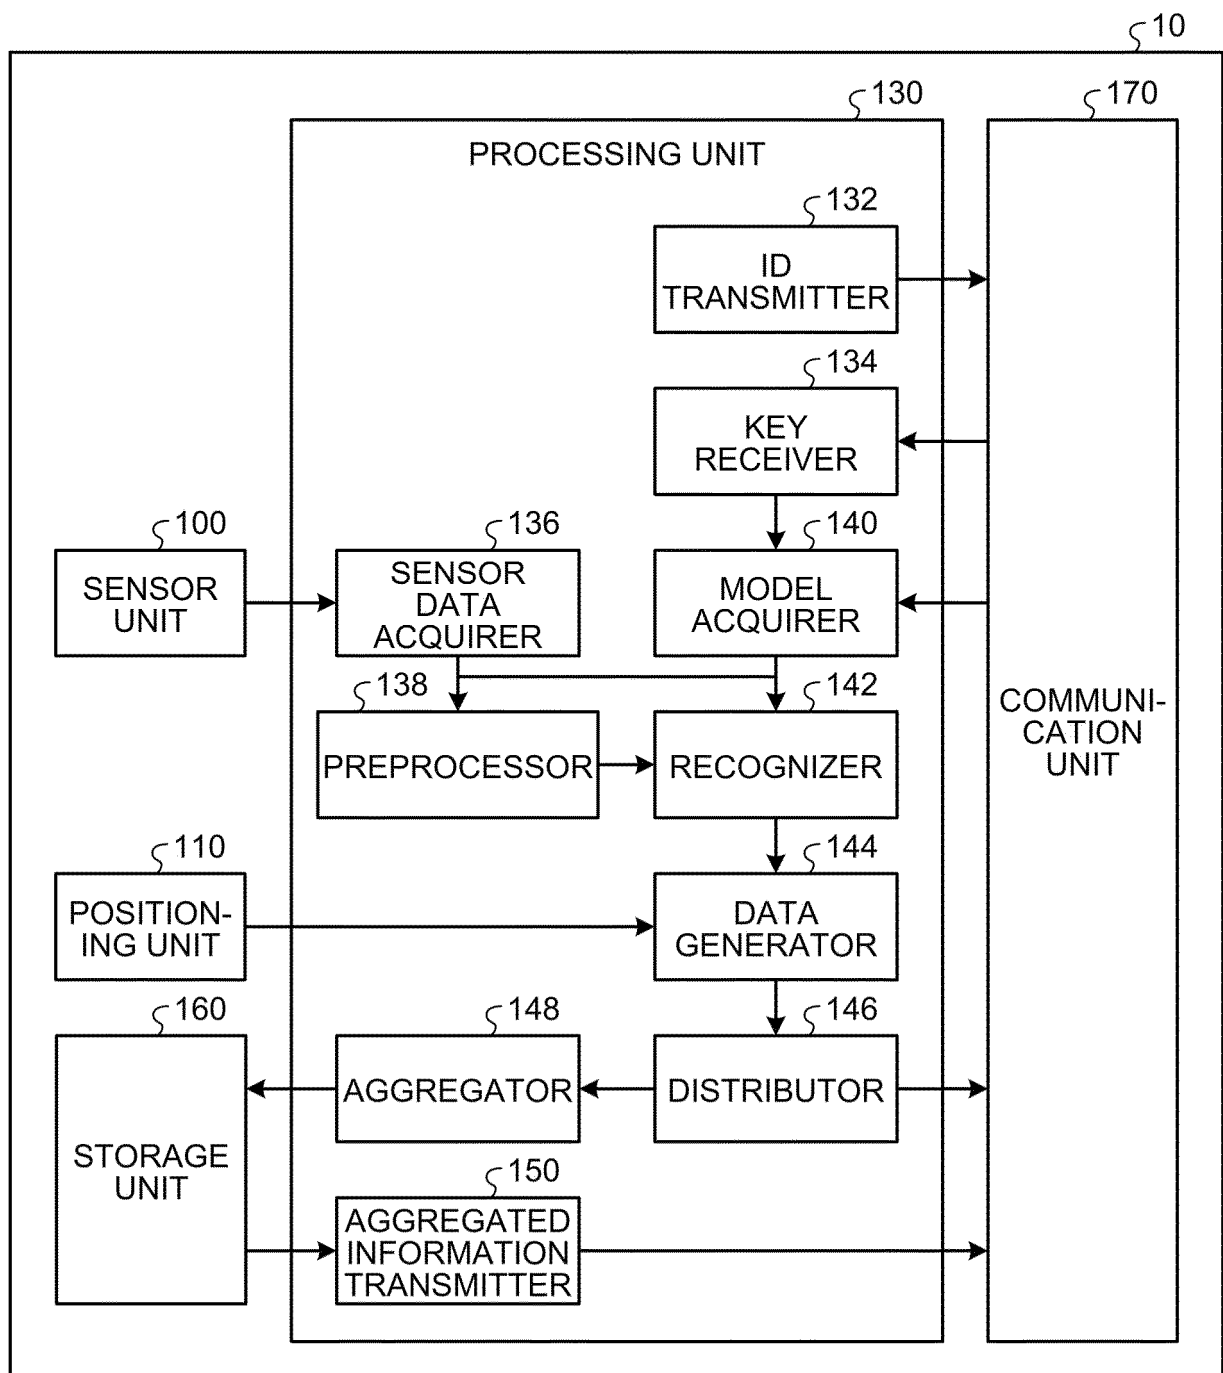 10
130
170
PROCESSING UNIT
132
ID
TRANSMITTER
134
KEY
RECEIVER
100
136
140
SENSOR
UNIT
SENSOR
DATA
ACQUIRER
MODEL
ACQUIRER
138
142
COMMUNI-
CATION
UNIT
PREPROCESSOR
RECOGNIZER
110
144
POSITION-
ING UNIT
DATA
GENERATOR
160
148
146
AGGREGATOR
DISTRIBUTOR
STORAGE
UNIT
150
AGGREGATED
INFORMATION
TRANSMITTER